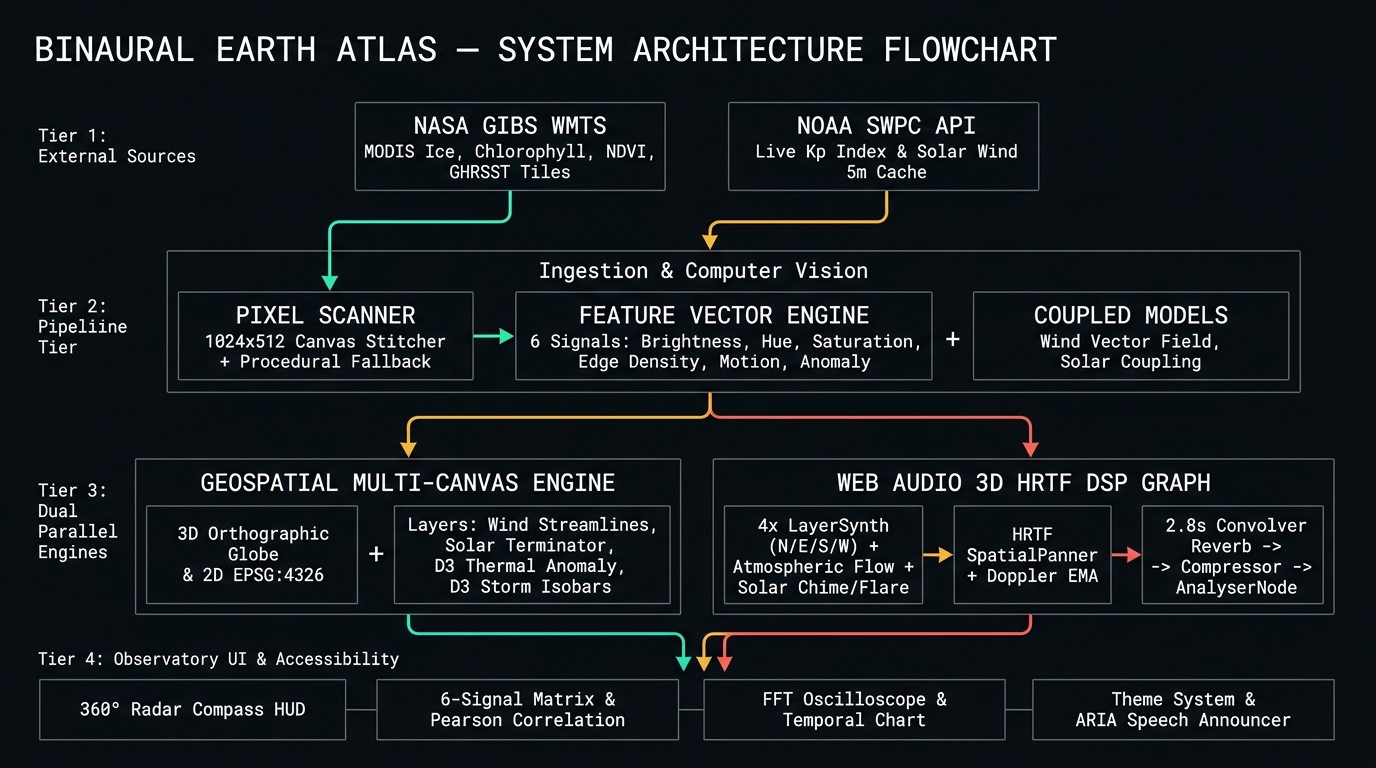 BINAURAL EARTH ATLAS — SYSTEM ARCHITECTURE FLOWCHART
Tier 1:
External Sources
NASA GIBS WMTS
MODIS Ice, Chlorophyll, NDVI,
GHRSST Tiles
NOAA SWPC API
Live Kp Index & Solar Wind
5m Cache
Tier 2:
Pipeliine
Tier
Ingestion & Computer Vision
PIXEL SCANNER
1024x512 Canvas Stitcher
+ Procedural Fallback
FEATURE VECTOR ENGINE
6 Signals: Brightness, Hue, Saturation,
Edge Density, Motion, Anomaly
+
COUPLED MODELS
Wind Vector Field,
Solar Coupling
Tier 3:
Dual
Parallel
Engines
GEOSPATIAL MULTI-CANVAS ENGINE
3D Orthographic
Globe
& 2D EPSG:4326
+
Layers: Wind Streamlines,
Solar Terminator,
D3 Thermal Anomaly,
D3 Storm Isobars
WEB AUDIO 3D HRTF DSP GRAPH
4x LayerSynth
(N/E/S/W) +
Atmospheric Flow +
Solar Chime/Flare
HRTF
SpatialPanner
+ Doppler EMA
2.8s Convolver
Reverb ->
-> Compressor ->
AnalyserNode
Tier 4: Observatory UI & Accessibility
360° Radar Compass HUD
6-Signal Matrix &
Pearson Correlation
FFT Oscilloscope &
Temporal Chart
Theme System &
ARIA Speech Announcer